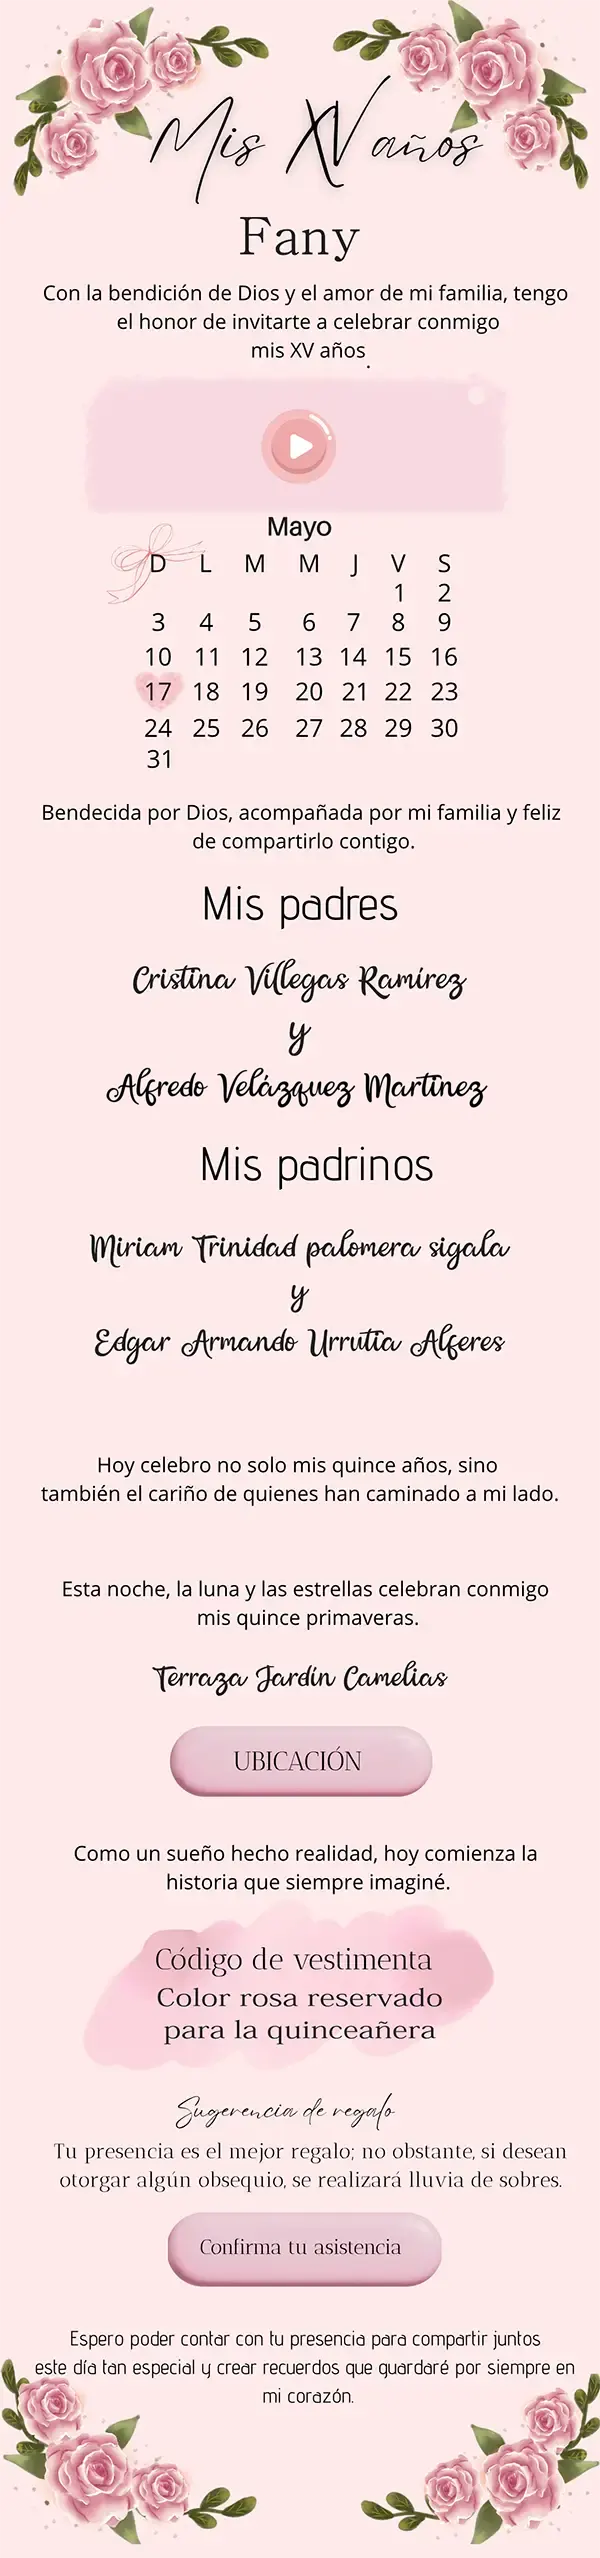 Mis XV años
Fany
Con la bendición de Dios y el amor de mi familia, tengo
el honor de invitarte a celebrar conmigo
mis XV años
.
Mayo
D L M M J V S
1 2
3 4 5 6 7 8 9
10 11 12 13 14 15 16
17 18 19 20 21 22 23
24 25 26 27 28 29 30
31
Bendecida por Dios, acompañada por mi familia y feliz
de compartirlo contigo.
Mis padres
Cristina Villegas Ramírez
y
Alfredo Velázquez Martínez
Mis padrinos
Miriam Trinidad palomera sigala
y
Edgar Armando Urrutia Alferes
Hoy celebro no solo mis quince años, sino
también el cariño de quienes han caminado a mi lado.
Esta noche, la luna y las estrellas celebran conmigo
mis quince primaveras.
Terraza Jardín Camelias
UBICACIÓN
Como un sueño hecho realidad, hoy comienza la
historia que siempre imaginé.
Código de vestimenta
Color rosa reservado
para la quinceañera
Sugerencia de regalo
Tu presencia es el mejor regalo; no obstante, si desean
otorgar algún obsequio, se realizará lluvia de sobres.
Confirma tu asistencia
Espero poder contar con tu presencia para compartir juntos
este día tan especial y crear recuerdos que guardaré por siempre en
mi corazón.